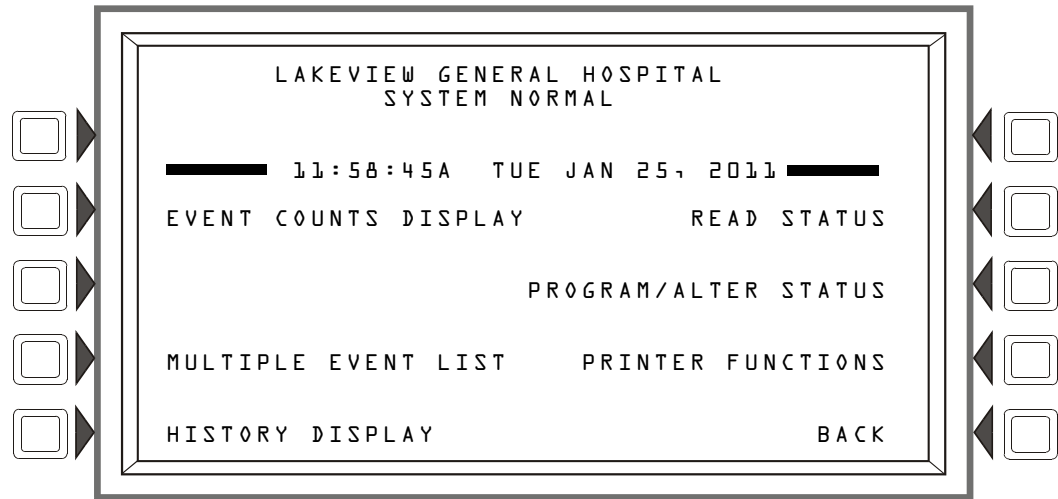 LAKEVIEW GENERAL HOSPITAL
SYSTEM NORMAL
11:58:45A TUE JAN 25, 2011
EVENT COUNTS DISPLAY READ STATUS
PROGRAM/ALTER STATUS
MULTIPLE EVENT LIST PRINTER FUNCTIONS
HISTORY DISPLAY BACK